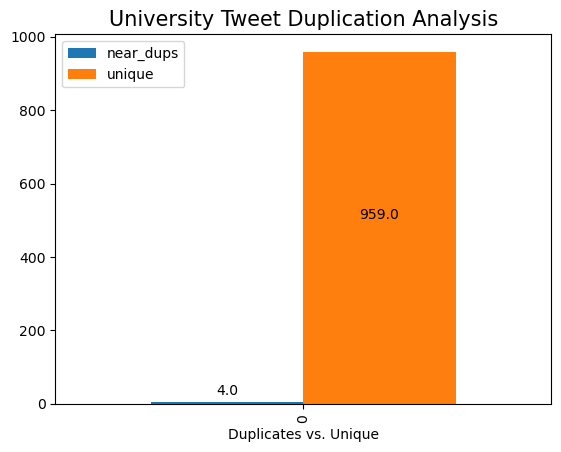 University Tweet Duplication Analysis
1000
800
600
400
200
0
near_dups
unique
959.0
4.0
0
Duplicates vs. Unique